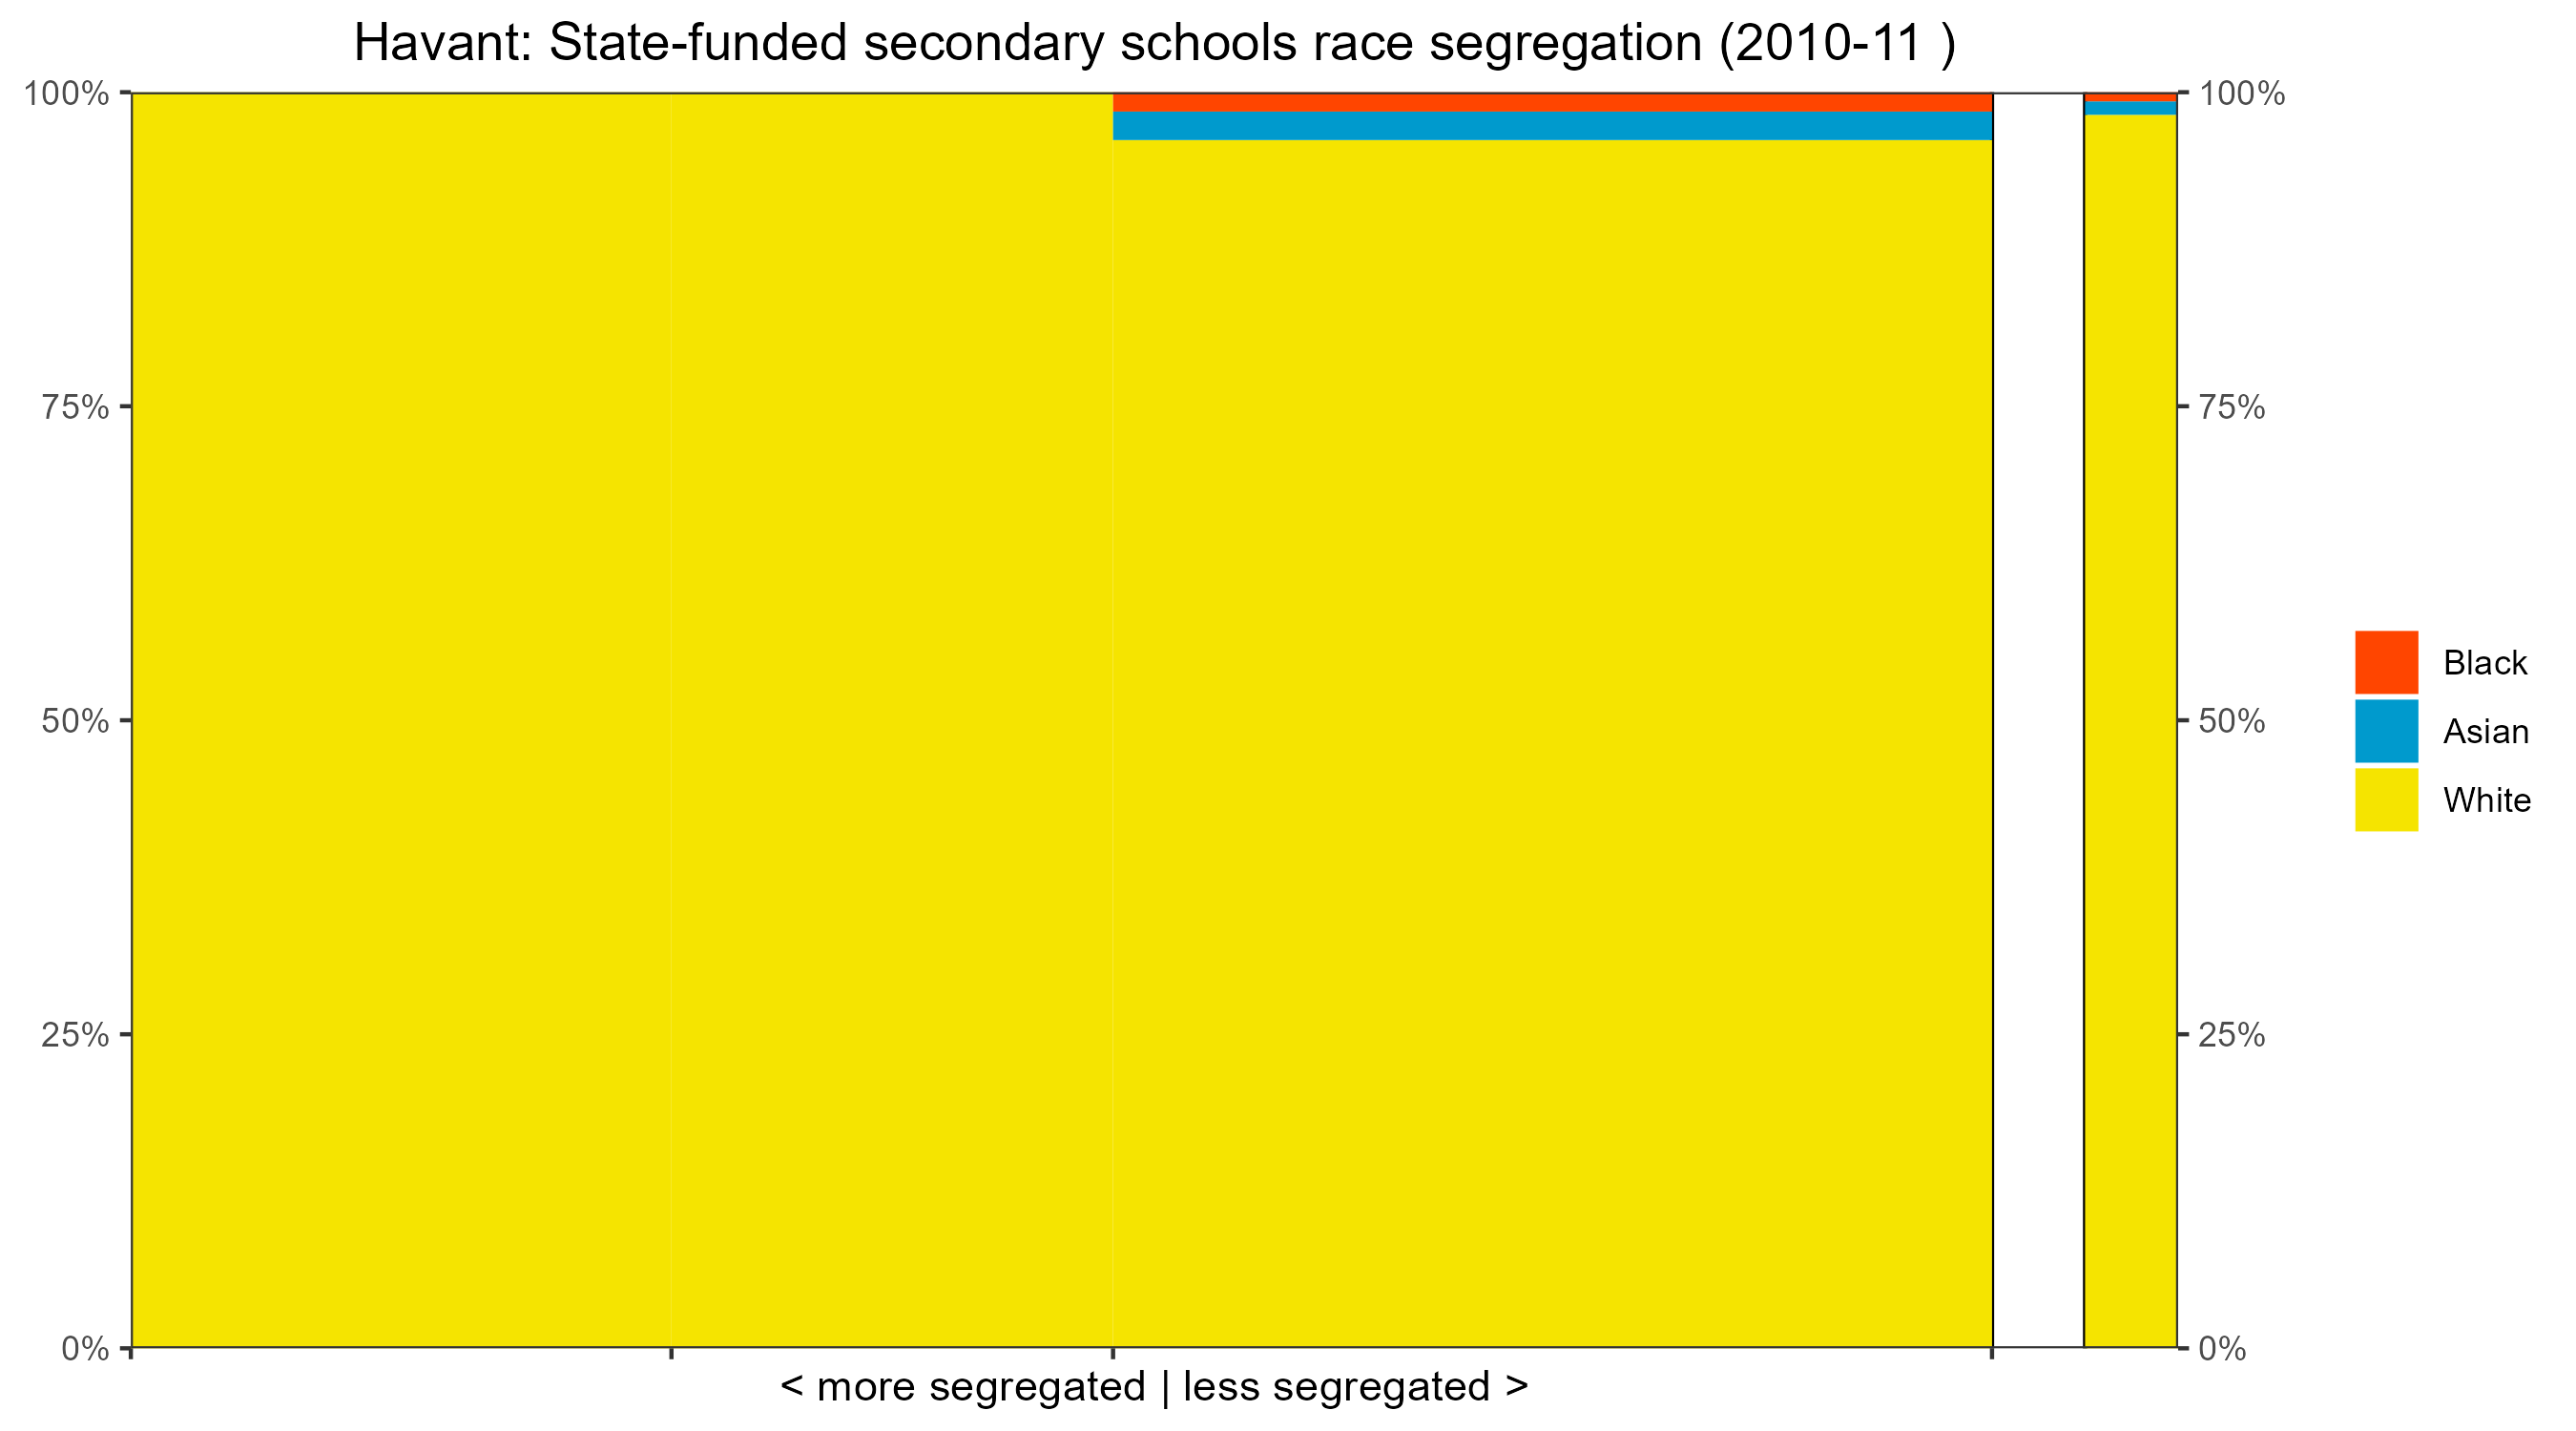 Havant: State-funded secondary schools race segregation (2010-11 )
100%
75%
50%
25%
0%
100%
75%
50%
25%
0%
Black
Asian
White
< more segregated | less segregated >